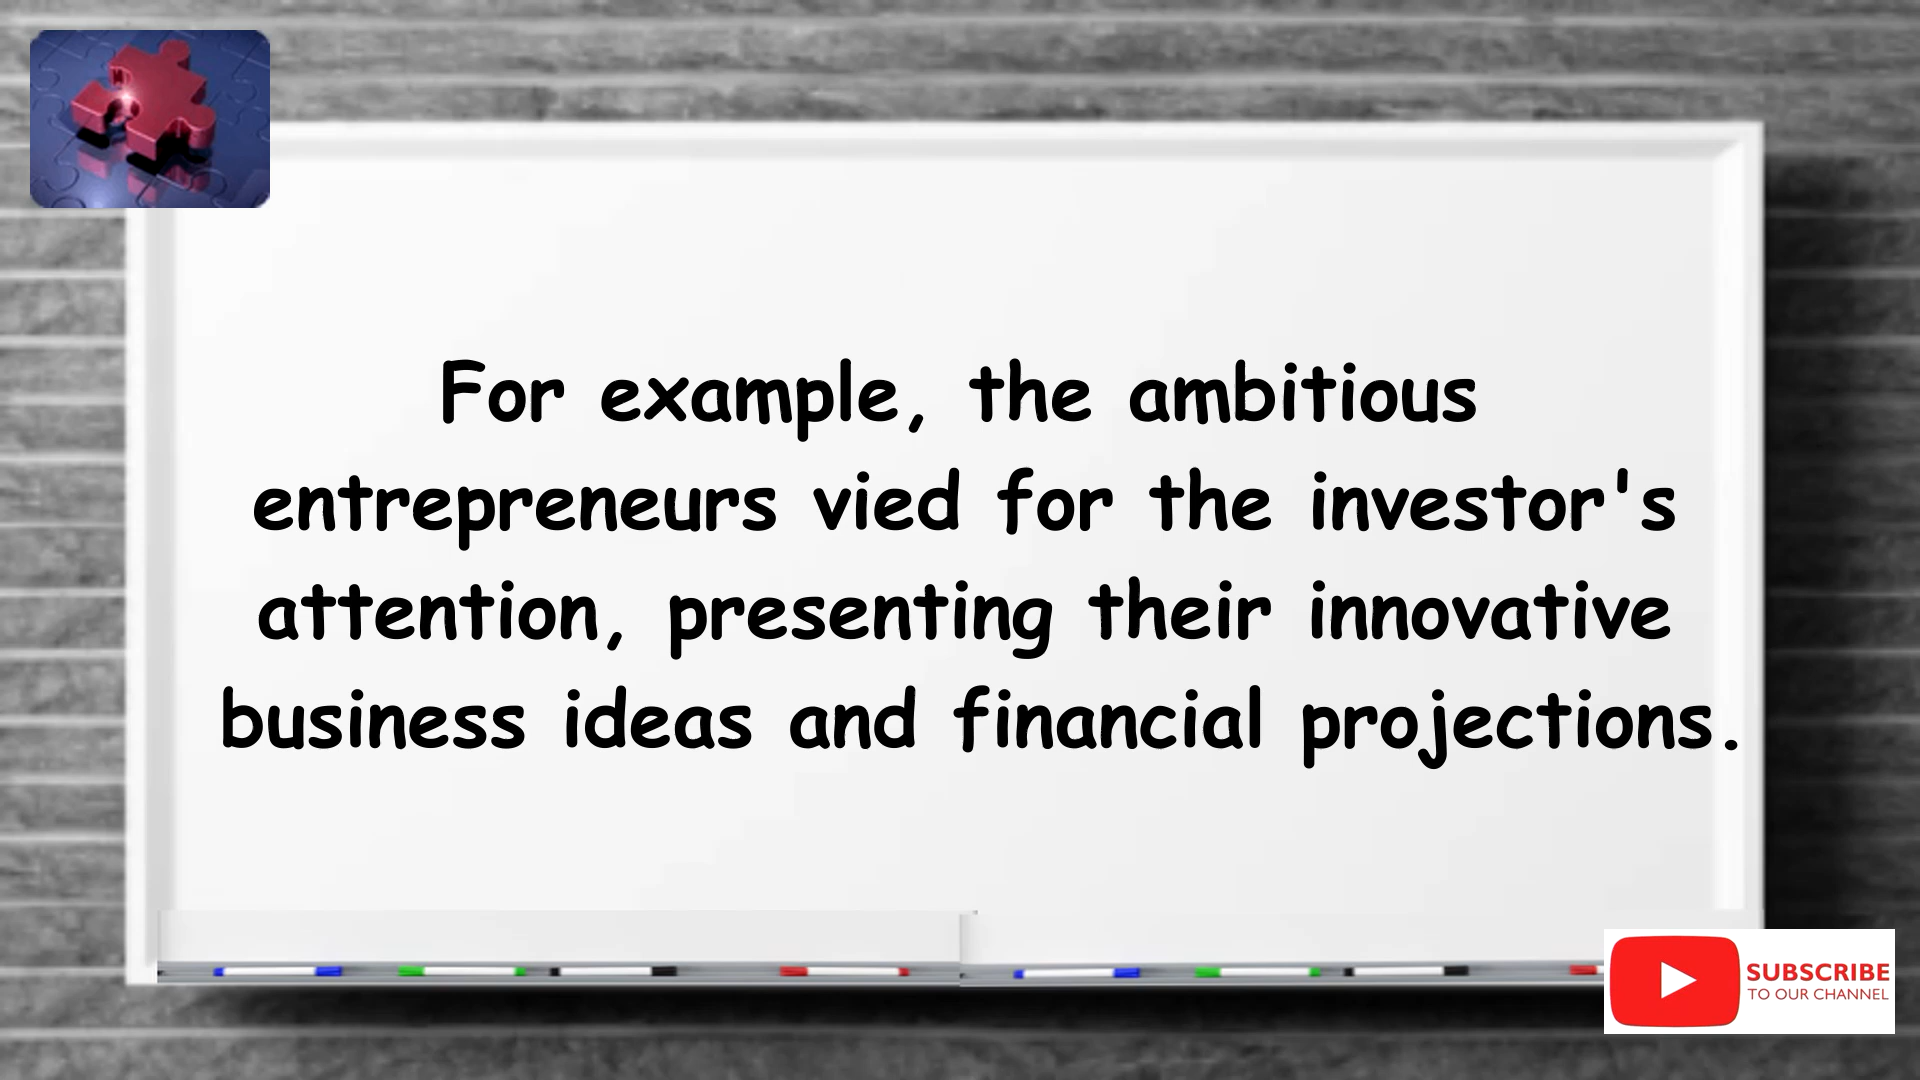 For example, the ambitious
entrepreneurs vied for the investor's
attention, presenting their innovative
business ideas and financial projections.
SUBSCRIBE
TO OUR CHANNEL